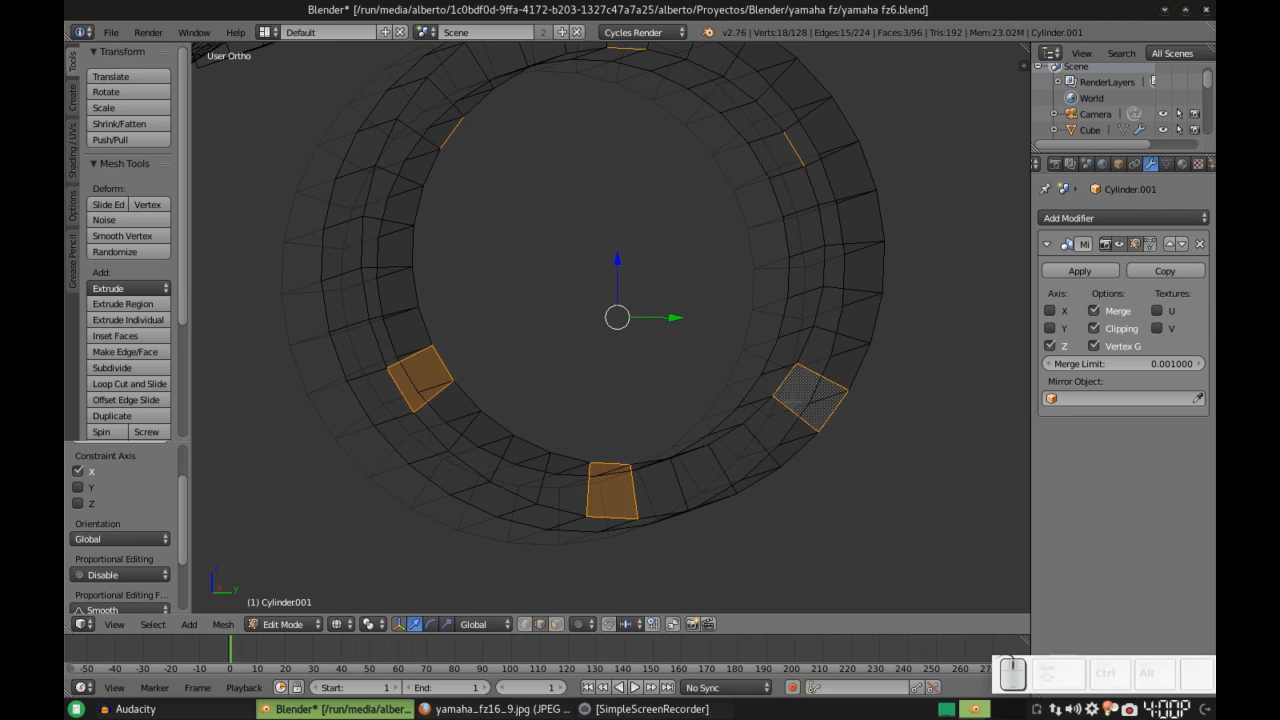 Blender* [/run/media/alberto/1c0bdf0d-9ffa-4172-b203-1327c47a7a25/alberto/Proyectos/Blender/yamaha fz/yamaha fz6.blend]
File Render Window Help Default Scene 2 Cycles Render v2.76 | Verts:18/128 | Edges:15/224 | Faces:3/96 | Tris:192 | Mem:23.02M | Cylinder.001
Tools
Create
Shading / UVs
Options
Grease Pencil
Transform
Translate
Rotate
Scale
Shrink/Fatten
Push/Pull
Mesh Tools
Deform:
Slide Ed Vertex
Noise
Smooth Vertex
Randomize
Add:
Extrude
Extrude Region
Extrude Individual
Inset Faces
Make Edge/Face
Subdivide
Loop Cut and Slide
Offset Edge Slide
Duplicate
Spin Screw
Constraint Axis
X
Y
Z
Orientation
Global
Proportional Editing
Disable
Proportional Editing F...
Smooth
User Ortho
z
y
(1) Cylinder.001
View Select Add Mesh Edit Mode Global
View Search All Scenes
Scene
RenderLayers
World
Camera
Cube
Cylinder.001
Add Modifier
Mi
Apply Copy
Axis: Options: Textures:
X Merge U
Y Clipping V
Z Vertex G
Merge Limit: 0.001000
Mirror Object:
-50 -40 -30 -20 -10 0 10 20 30 40 50 60 70 80 90 100 110 120 130 140 150 160 170 180 190 200 210 220 230 240 250 260
View Marker Frame Playback Start: 1 End: 1 1 No Sync
Shift Ctrl Alt
Audacity Blender* [/run/media/albe... yamaha_fz16_9.jpg (JPEG ... [SimpleScreenRecorder] 4:00P